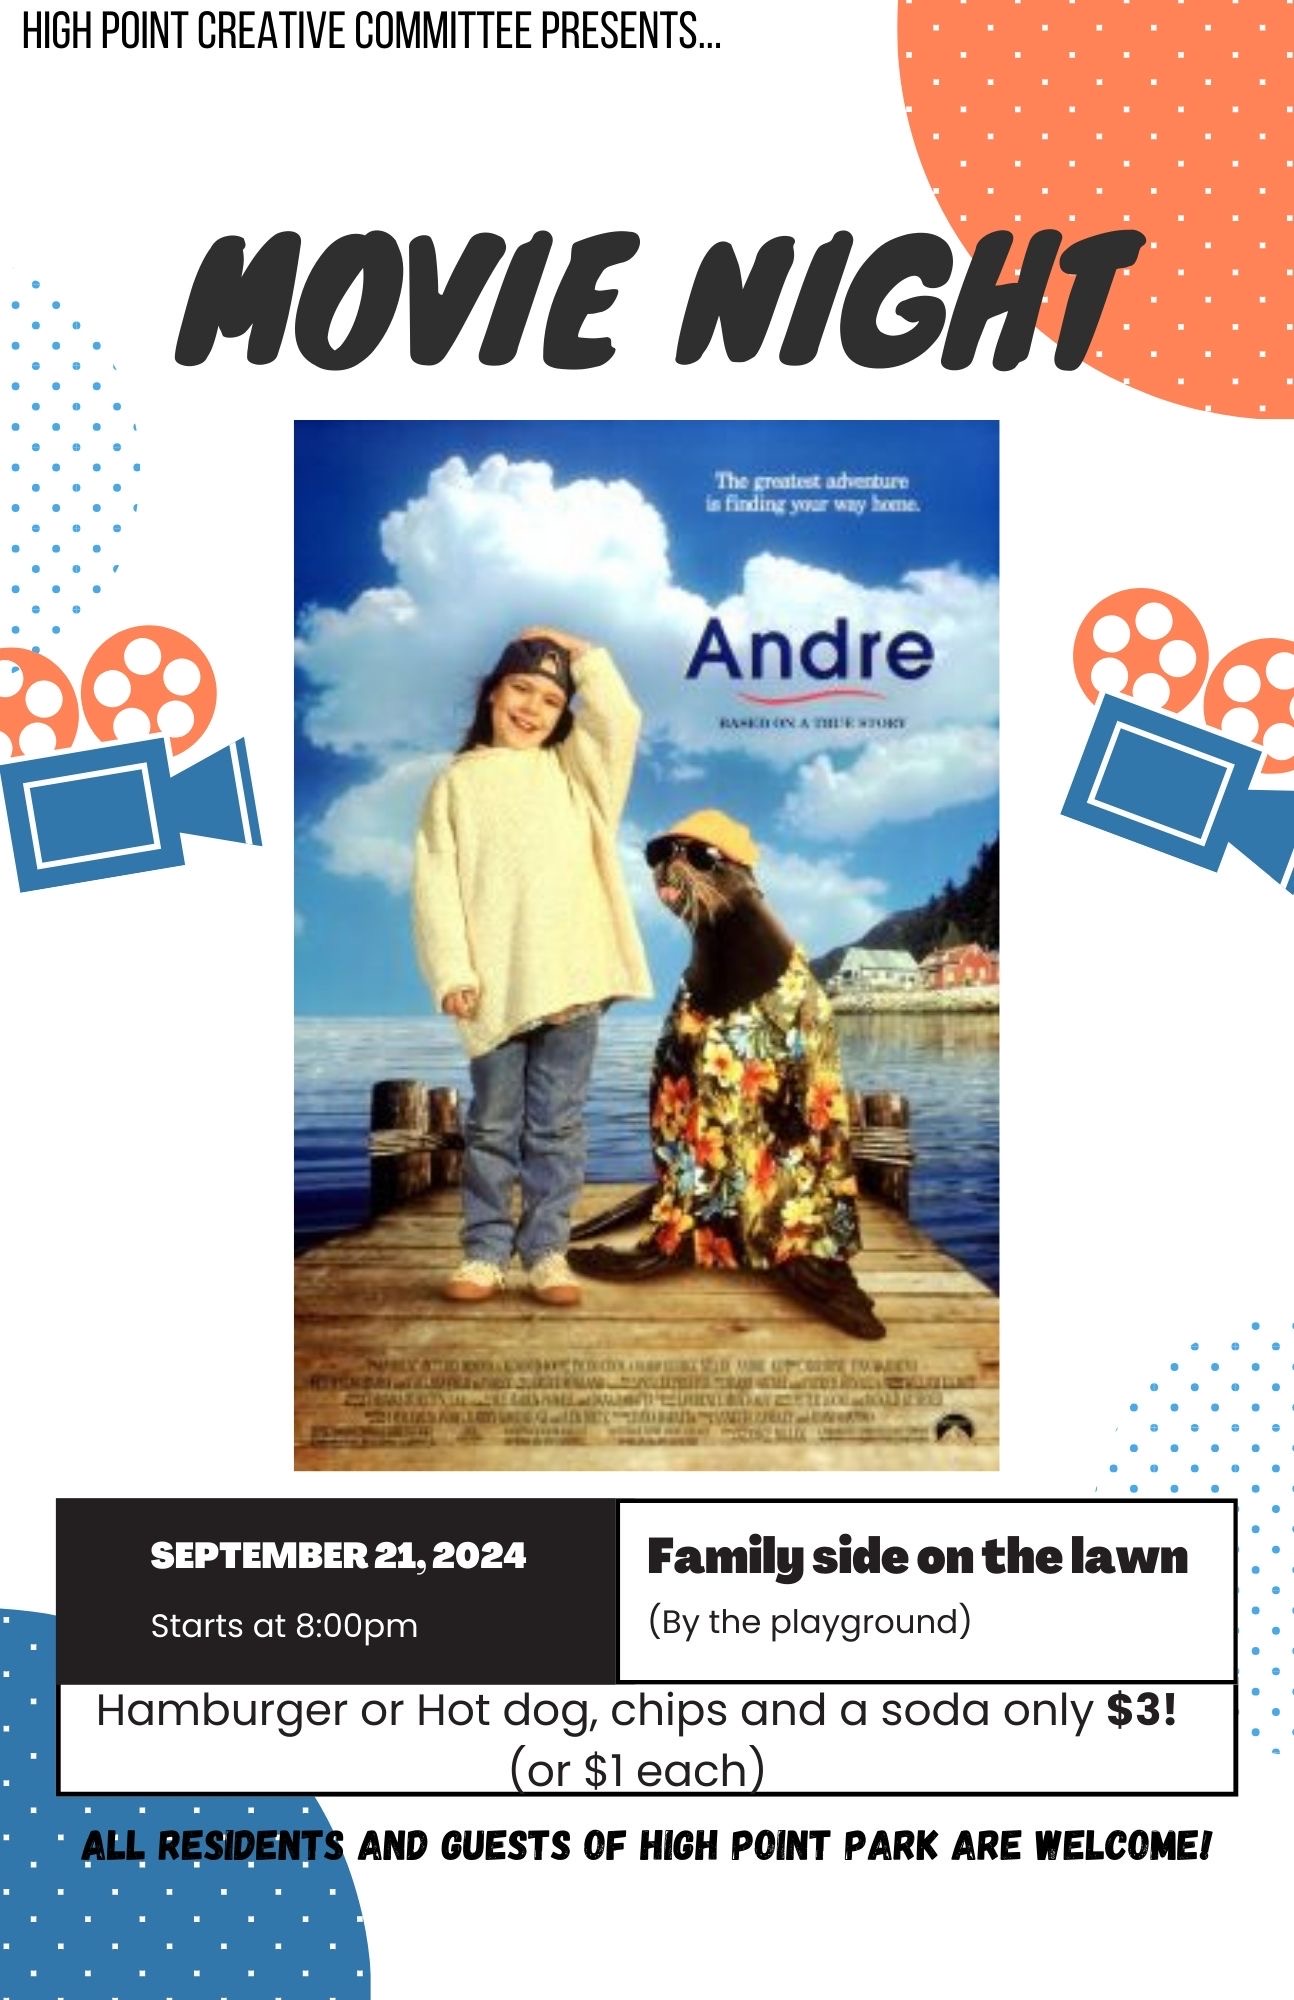 HIGH POINT CREATIVE COMMITTEE PRESENTS...
MOVIE NIGHT
The greatest adventure
is finding your way home.
Andre
BASED ON A TRUE STORY
SEPTEMBER 21, 2024
Starts at 8:00pm
Family side on the lawn
(By the playground)
Hamburger or Hot dog, chips and a soda only $3!
(or $1 each)
ALL RESIDENTS AND GUESTS OF HIGH POINT PARK ARE WELCOME!